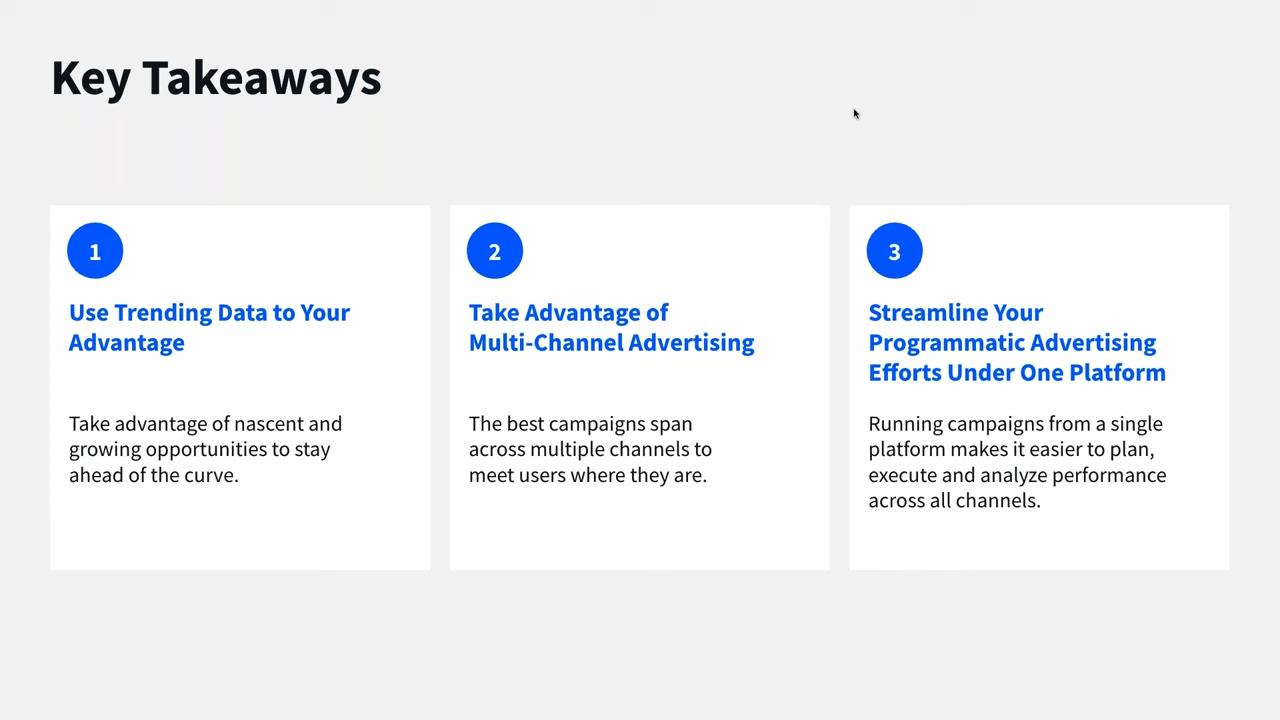 Key Takeaways
1
Use Trending Data to Your
Advantage
Take advantage of nascent and
growing opportunities to stay
ahead of the curve.
2
Take Advantage of
Multi-Channel Advertising
The best campaigns span
across multiple channels to
meet users where they are.
3
Streamline Your
Programmatic Advertising
Efforts Under One Platform
Running campaigns from a single
platform makes it easier to plan,
execute and analyze performance
across all channels.